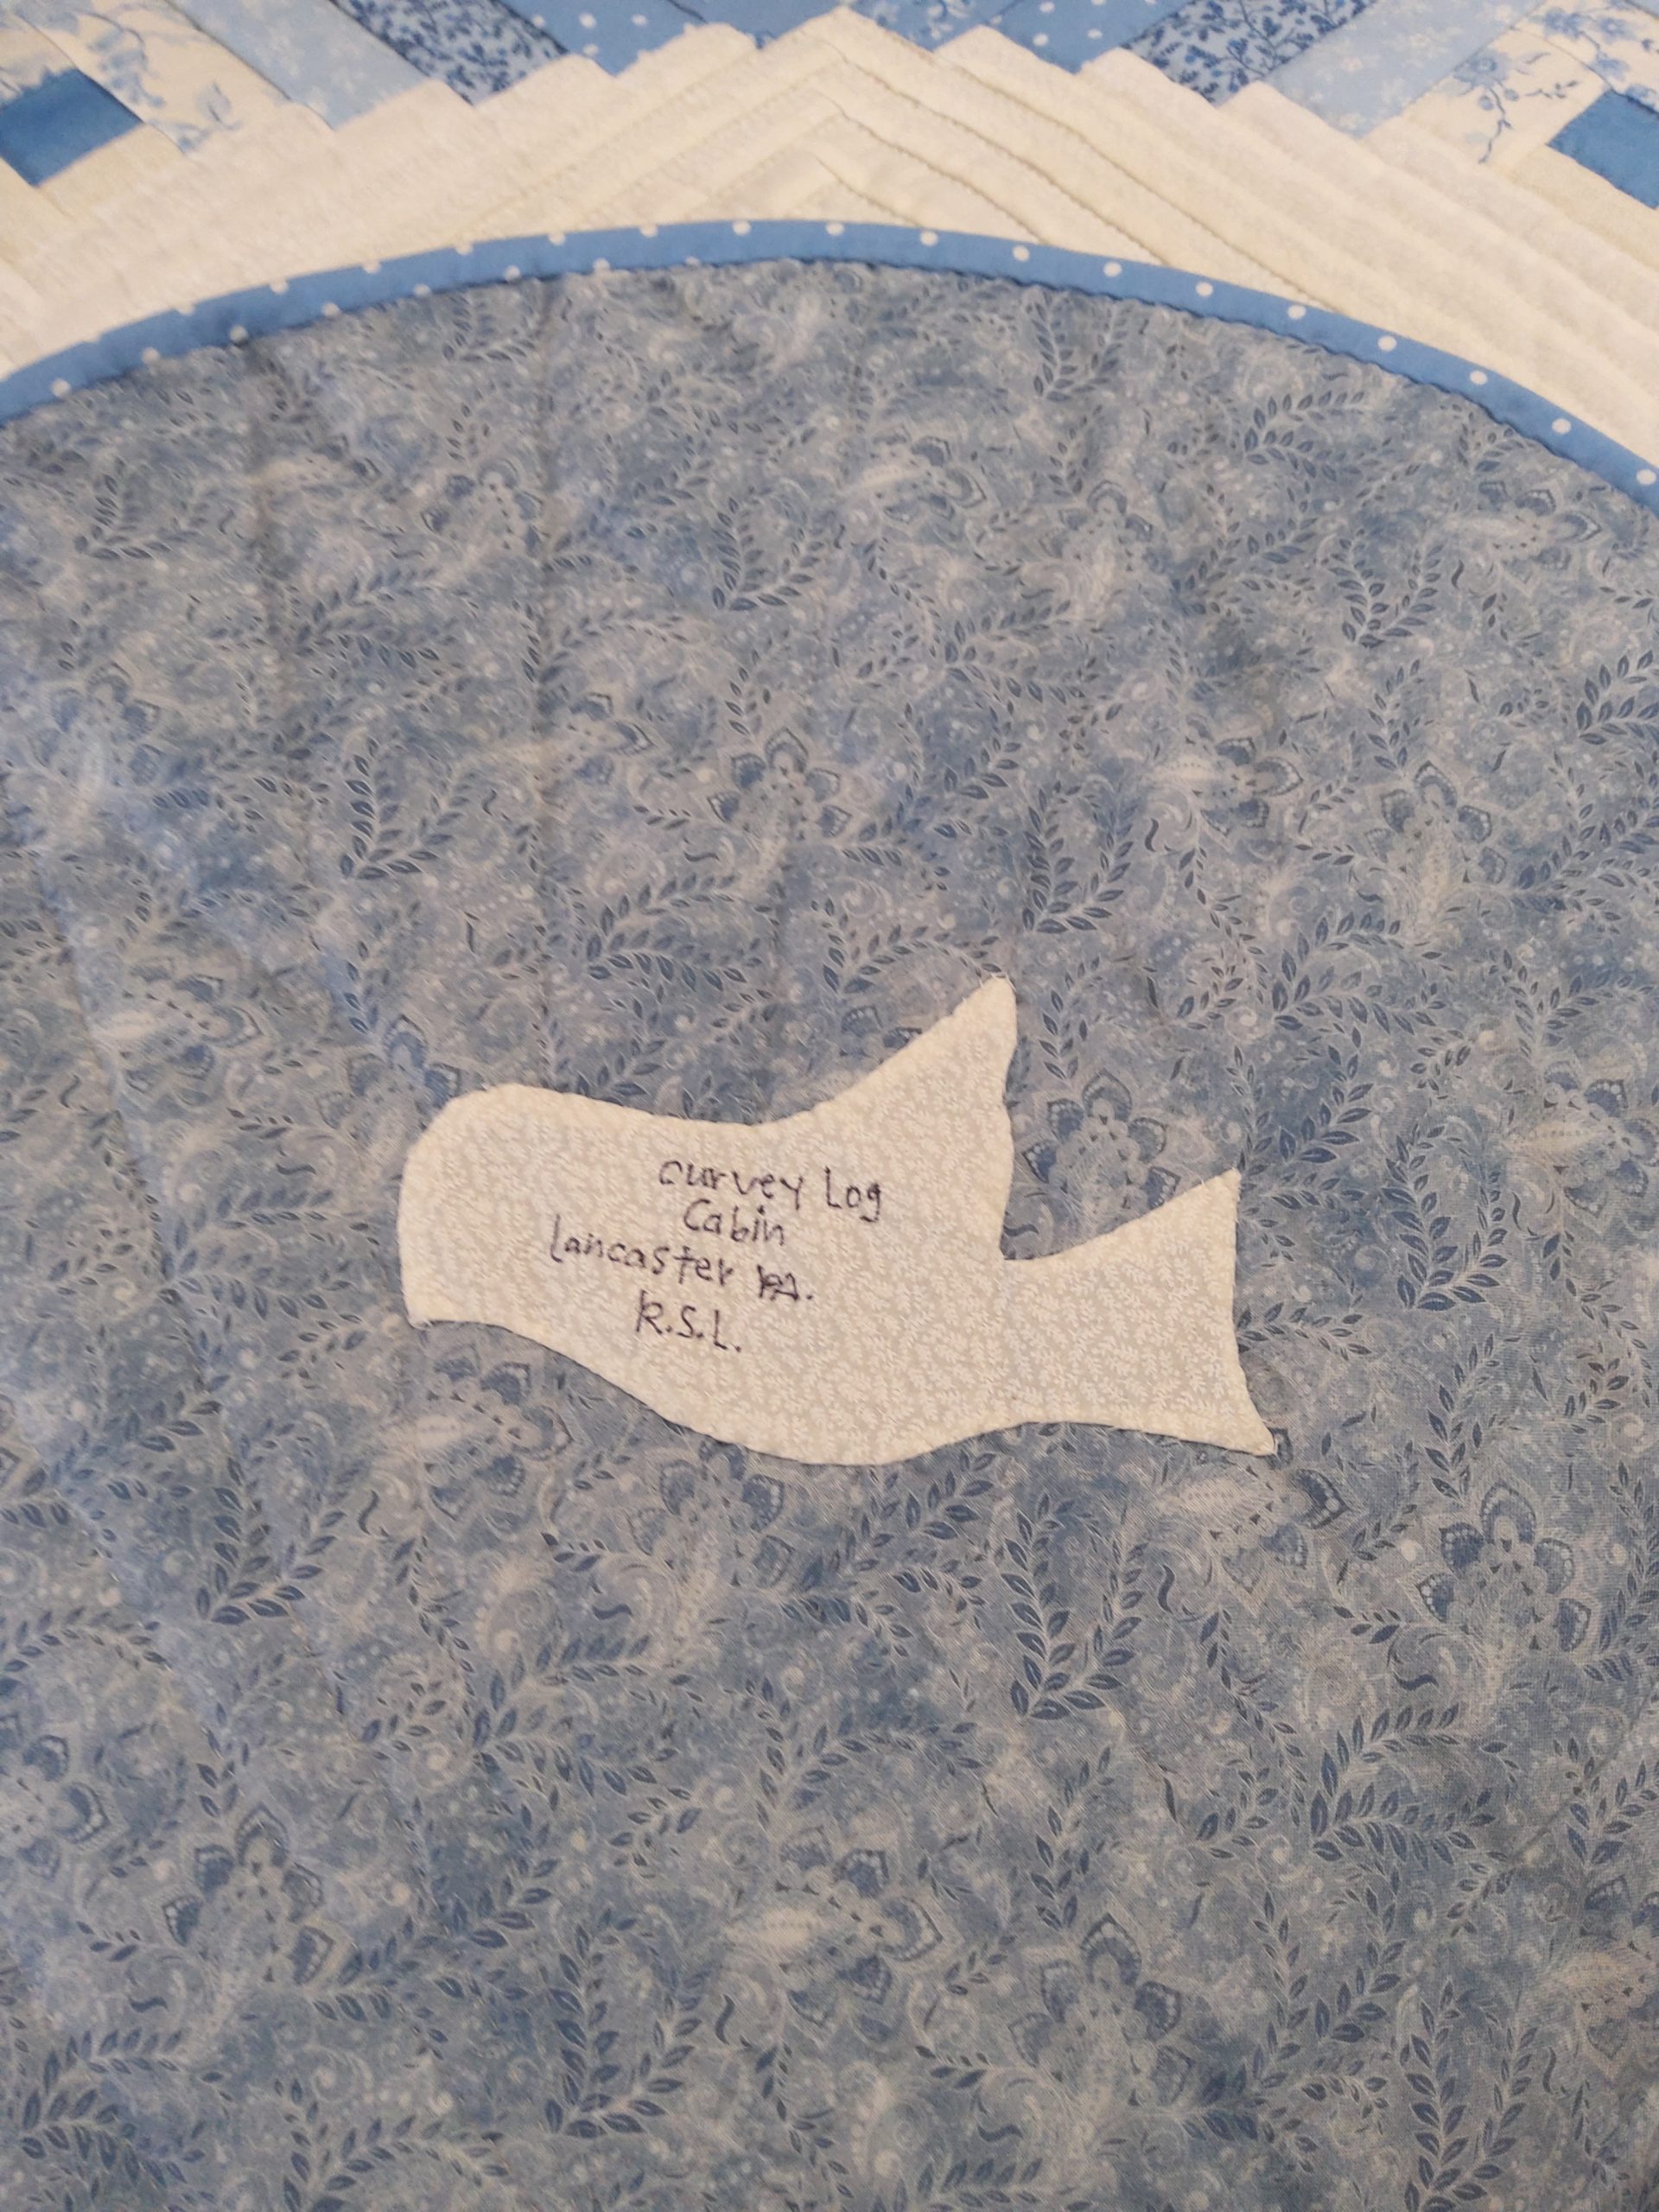 Curvey Log
Cabin
Lancaster Pa.
R.S.L.